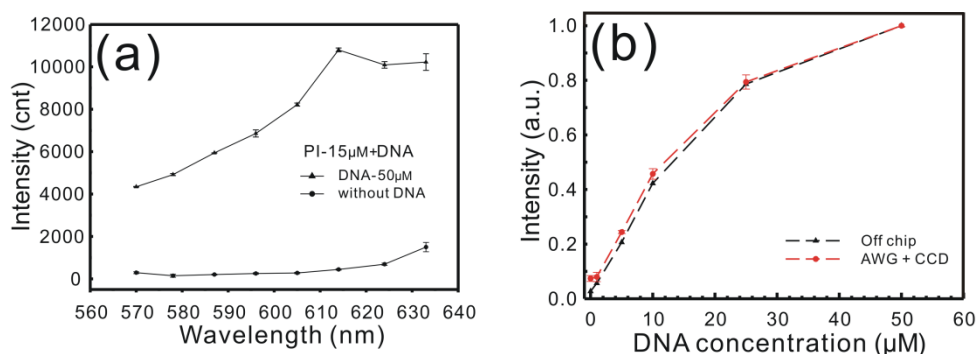 (a)
Intensity (cnt)
12000
10000
8000
6000
4000
2000
0
PI-15µM+DNA
DNA-50µM
without DNA
560 570 580 590 600 610 620 630 640
Wavelength (nm)
(b)
Intensity (a.u.)
1.0
0.8
0.6
0.4
0.2
0.0
Off chip
AWG + CCD
0 10 20 30 40 50 60
DNA concentration (µM)